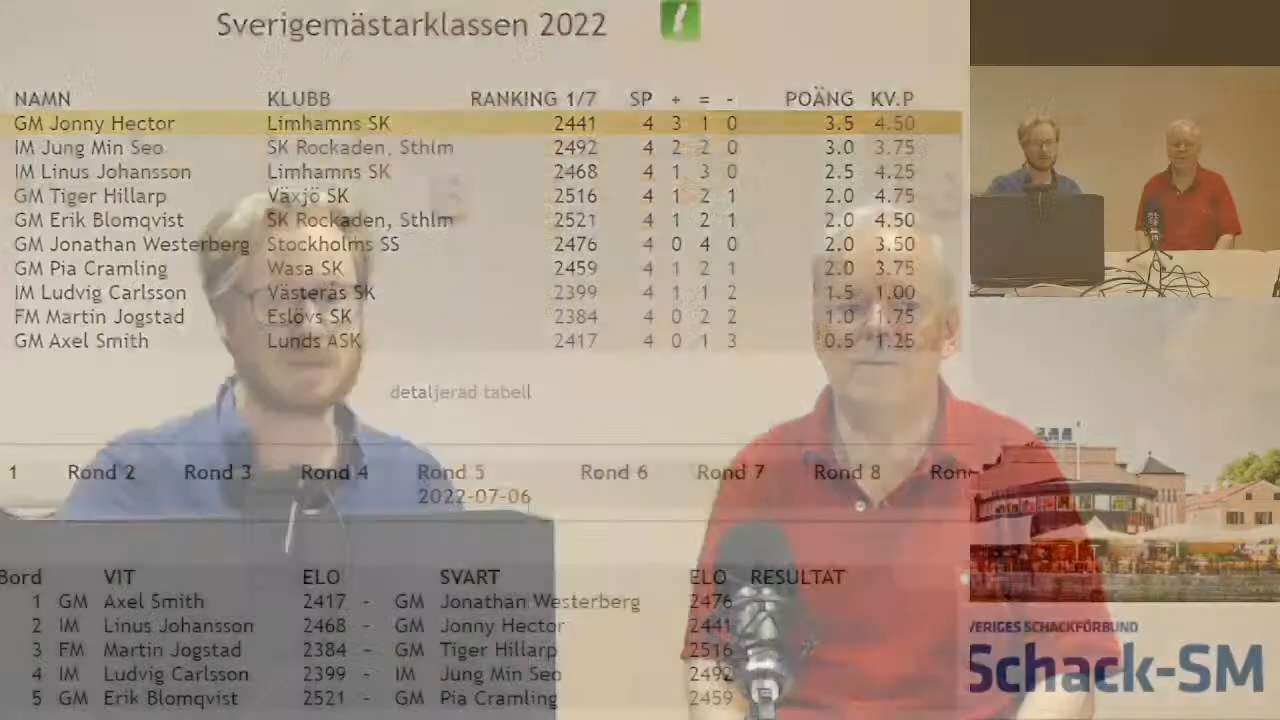 Sverigemästarklassen 2022
NAMN KLUBB RANKING 1/7 SP + = - POÄNG KV.P
GM Jonny Hector Limhamns SK 2441 4 3 1 0 3.5 4.50
IM Jung Min Seo SK Rockaden, Sthlm 2492 4 2 2 0 3.0 3.75
IM Linus Johansson Limhamns SK 2468 4 1 3 0 2.5 4.25
GM Tiger Hillarp Växjö SK 2516 4 1 2 1 2.0 4.75
GM Erik Blomqvist SK Rockaden, Sthlm 2521 4 1 2 1 2.0 4.50
GM Jonathan Westerberg Stockholms SS 2476 4 0 4 0 2.0 3.50
GM Pia Cramling Wasa SK 2459 4 1 2 1 2.0 3.75
IM Ludvig Carlsson Västerås SK 2399 4 1 1 2 1.5 1.00
FM Martin Jogstad Eslövs SK 2384 4 0 2 2 1.0 1.75
GM Axel Smith Lunds ASK 2417 4 0 1 3 0.5 1.25
detaljerad tabell
1 Rond 2 Rond 3 Rond 4 Rond 5 Rond 6 Rond 7 Rond 8 Ron
2022-07-06
Bord VIT ELO SVART ELO RESULTAT
1 GM Axel Smith 2417 - GM Jonathan Westerberg 2476
2 IM Linus Johansson 2468 - GM Jonny Hector 2441
3 FM Martin Jogstad 2384 - GM Tiger Hillarp 2516
4 IM Ludvig Carlsson 2399 - IM Jung Min Seo 2492
5 GM Erik Blomqvist 2521 - GM Pia Cramling 2459
VERIGES SCHACKFÖRBUND
Schack-SM